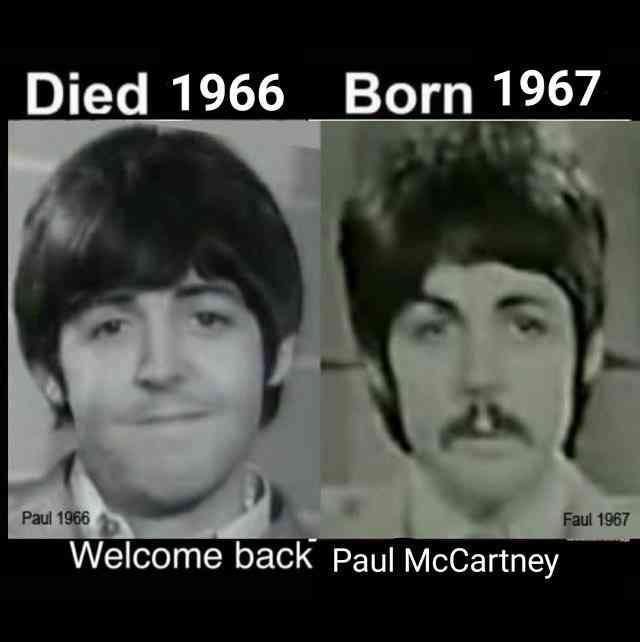 Died 1966
Born 1967
Paul 1966
Faul 1967
Welcome back Paul McCartney